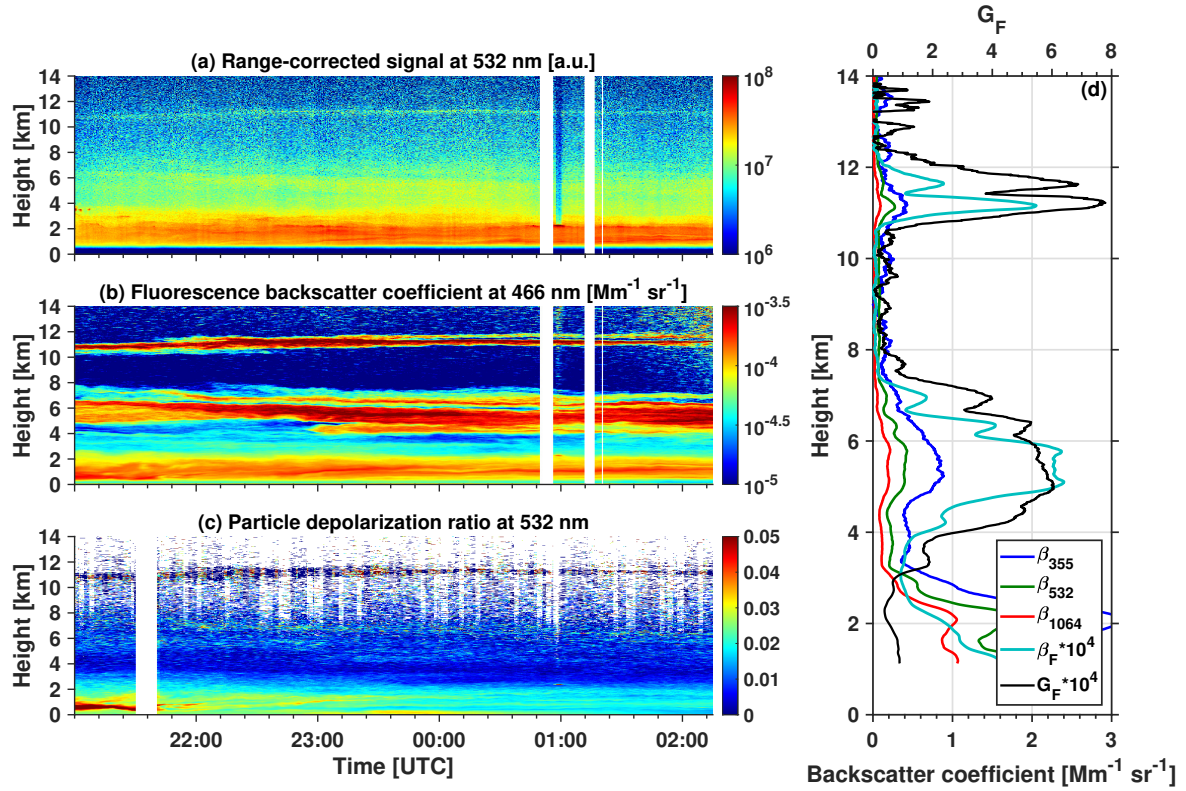 (a) Range-corrected signal at 532 nm [a.u.]
Height [km]
14
12
10
8
6
4
2
0
10^8
10^7
10^6
(b) Fluorescence backscatter coefficient at 466 nm [Mm^-1 sr^-1]
Height [km]
14
12
10
8
6
4
2
0
10^-3.5
10^-4
10^-4.5
10^-5
(c) Particle depolarization ratio at 532 nm
Height [km]
14
12
10
8
6
4
2
0
0.05
0.04
0.03
0.02
0.01
0
22:00 23:00 00:00 01:00 02:00
Time [UTC]
G_F
0 2 4 6 8
(d)
Height [km]
14
12
10
8
6
4
2
0
β_355
β_532
β_1064
β_F*10^4
G_F*10^4
0 1 2 3
Backscatter coefficient [Mm^-1 sr^-1]